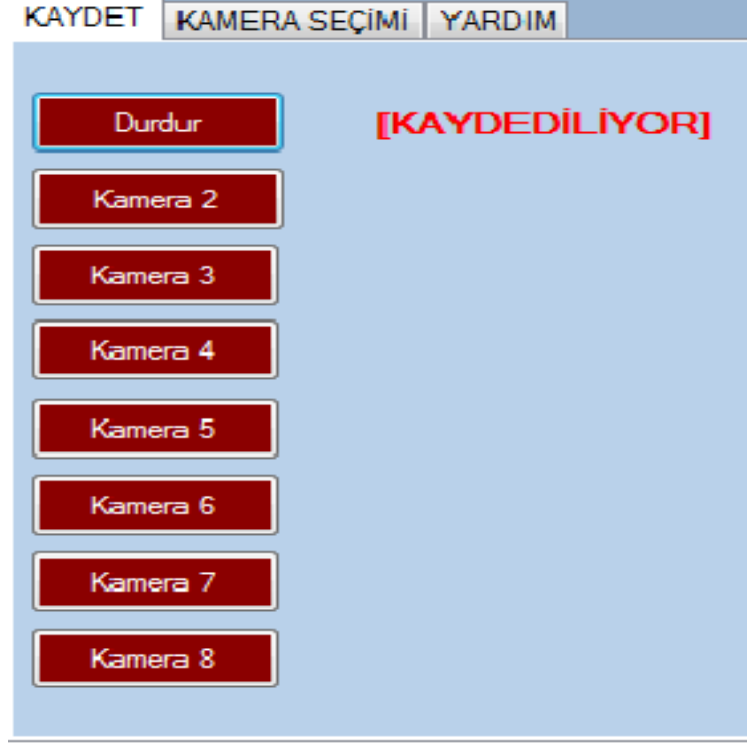 KAYDET KAMERA SEÇİMİ YARDIM
Durdur [KAYDEDİLİYOR]
Kamera 2
Kamera 3
Kamera 4
Kamera 5
Kamera 6
Kamera 7
Kamera 8